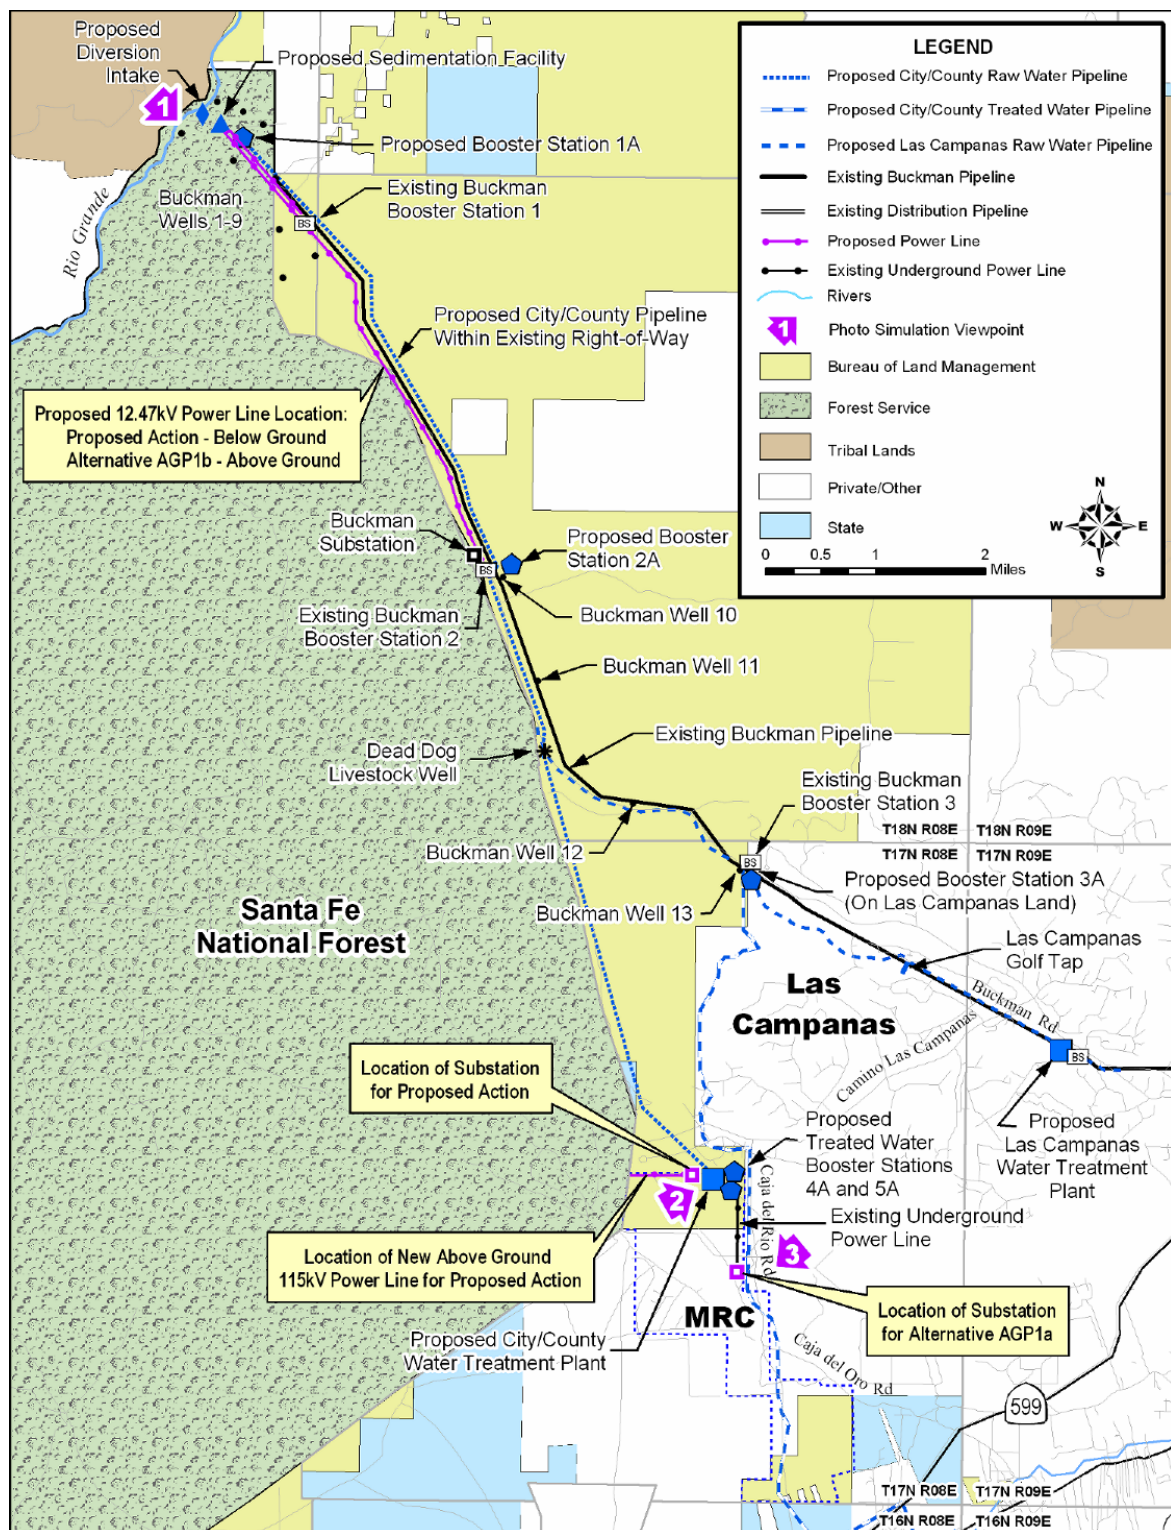 Proposed
Diversion
Intake
Proposed Sedimentation Facility
1
Proposed Booster Station 1A
Buckman
Wells 1-9
Existing Buckman
Booster Station 1
BS
Rio Grande
Proposed City/County Pipeline
Within Existing Right-of-Way
Proposed 12.47kV Power Line Location:
Proposed Action - Below Ground
Alternative AGP1b - Above Ground
LEGEND
Proposed City/County Raw Water Pipeline
Proposed City/County Treated Water Pipeline
Proposed Las Campanas Raw Water Pipeline
Existing Buckman Pipeline
Existing Distribution Pipeline
Proposed Power Line
Existing Underground Power Line
Rivers
1
Photo Simulation Viewpoint
Bureau of Land Management
Forest Service
Tribal Lands
Private/Other
State
N
W
E
S
0 0.5 1 2
Miles
Buckman
Substation
Proposed Booster
Station 2A
BS
Existing Buckman
Booster Station 2
Buckman Well 10
Buckman Well 11
Dead Dog
Livestock Well
Existing Buckman Pipeline
Existing Buckman
Booster Station 3
T18N R08E T18N R09E
Buckman Well 12
BS
T17N R08E T17N R09E
Proposed Booster Station 3A
(On Las Campanas Land)
Buckman Well 13
Santa Fe
National Forest
Las Campanas
Golf Tap
Las
Campanas
Buckman Rd
Camino Las Campanas
BS
Location of Substation
for Proposed Action
Proposed
Treated Water
Booster Stations
4A and 5A
Proposed
Las Campanas
Water Treatment
Plant
2
Caja del Rio Rd
Existing Underground
Power Line
3
Location of New Above Ground
115kV Power Line for Proposed Action
MRC
Location of Substation
for Alternative AGP1a
Proposed City/County
Water Treatment Plant
Caja del Oro Rd
599
T17N R08E T17N R09E
T16N R08E T16N R09E